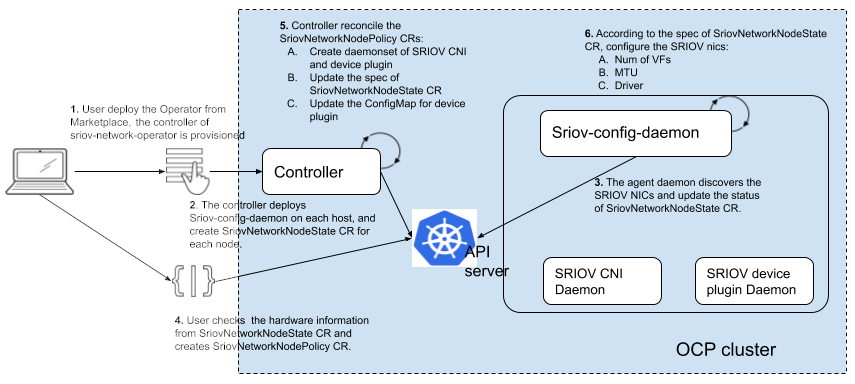 5. Controller reconcile the
SriovNetworkNodePolicy CRs:
A. Create daemonset of SRIOV CNI
and device plugin
B. Update the spec of
SriovNetworkNodeState CR
C. Update the ConfigMap for device
plugin
6. According to the spec of SriovNetworkNodeState
CR, configure the SRIOV nics:
A. Num of VFs
B. MTU
C. Driver
1. User deploy the Operator from
Marketplace, the controller of
sriov-network-operator is provisioned
Controller
Sriov-config-daemon
2. The controller deploys
Sriov-config-daemon on each host, and
create SriovNetworkNodeState CR for
each node.
3. The agent daemon discovers the
SRIOV NICs and update the status
of SriovNetworkNodeState CR.
API
server
{|}
SRIOV CNI
Daemon
SRIOV device
plugin Daemon
4. User checks the hardware information
from SriovNetworkNodeState CR and
creates SriovNetworkNodePolicy CR.
OCP cluster